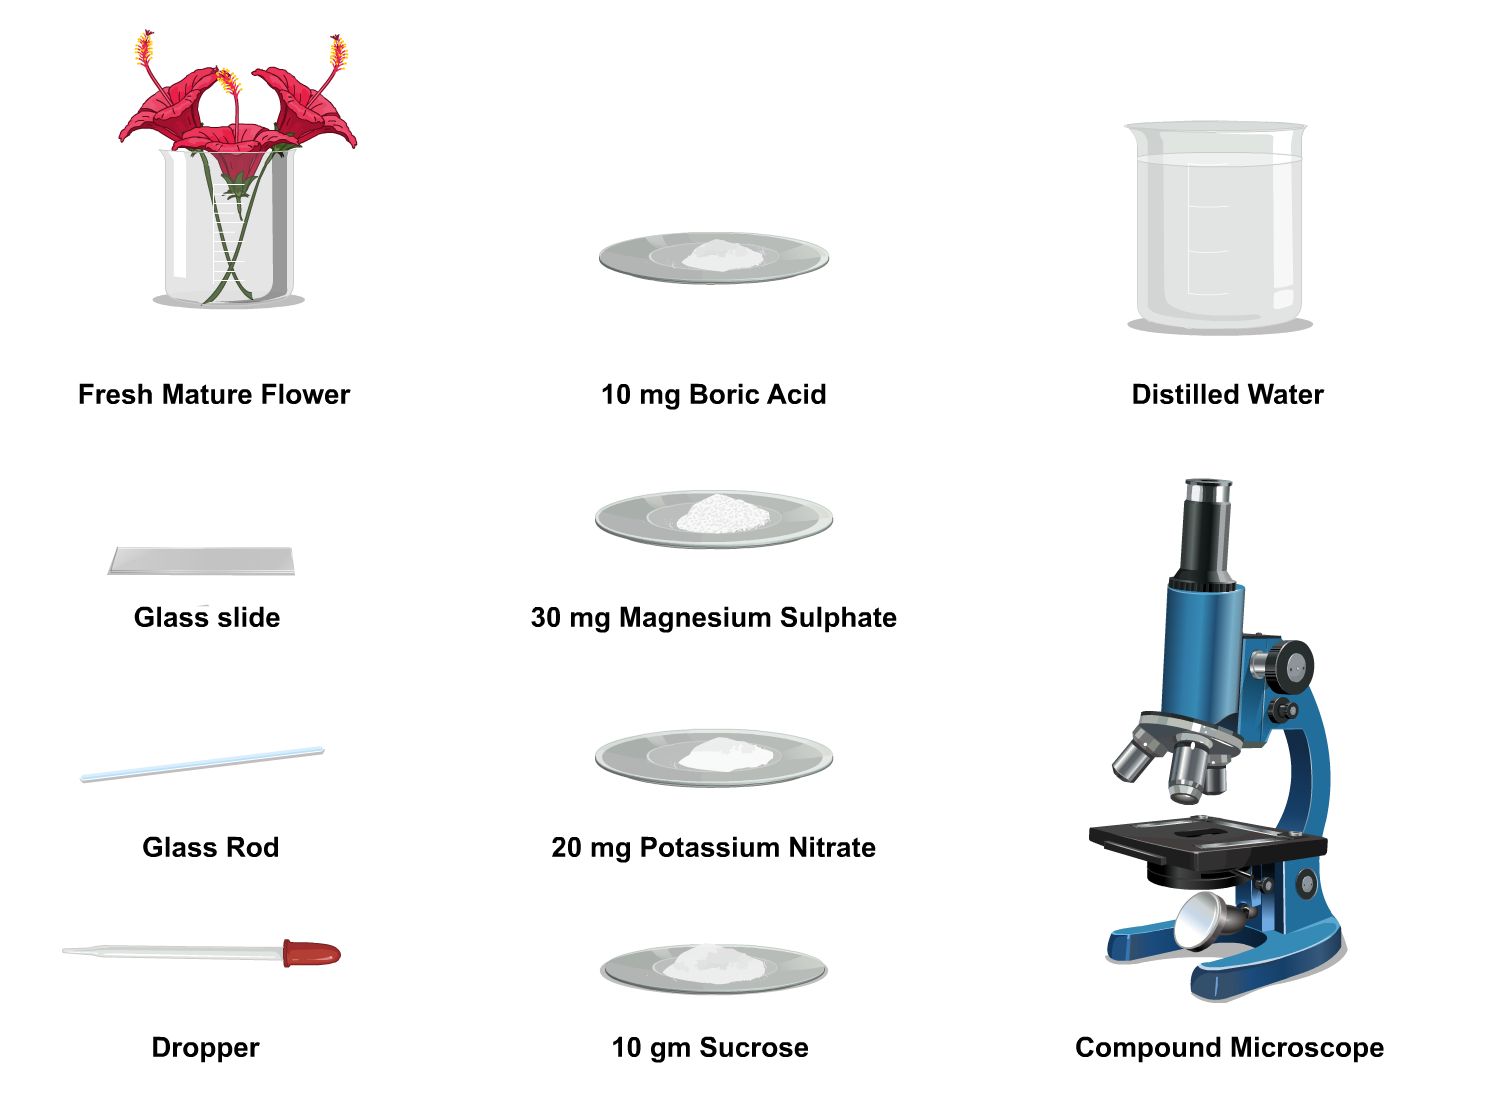 Fresh Mature Flower
10 mg Boric Acid
Distilled Water
Glass slide
30 mg Magnesium Sulphate
Glass Rod
20 mg Potassium Nitrate
Dropper
10 gm Sucrose
Compound Microscope